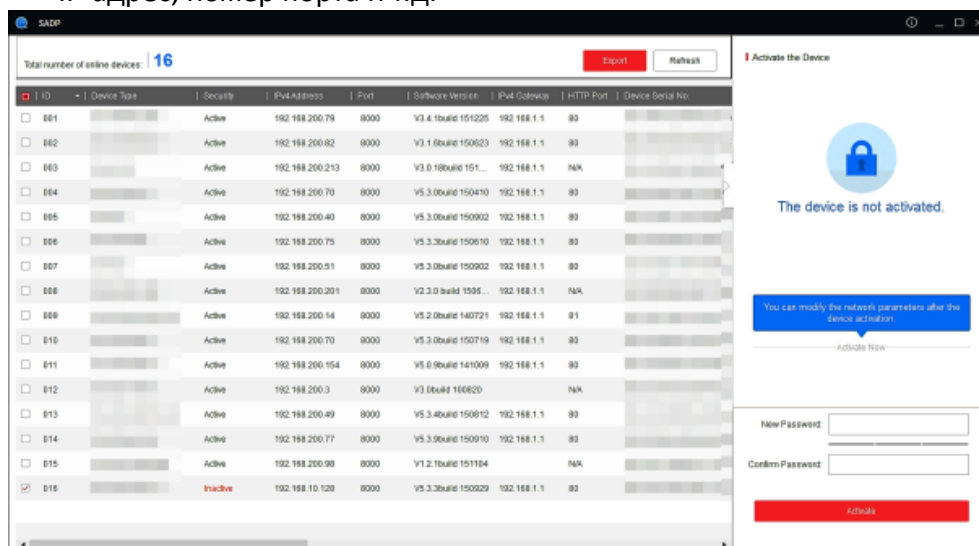 SADP
Total number of online devices: 16
Export
Refresh
ID Device Type Security IPv4 Address Port Software Version IPv4 Gateway HTTP Port Device Serial No.
001 Active 192.168.200.79 8000 V3.4.1build 151225 192.168.1.1 80
002 Active 192.168.200.82 8000 V3.1.6build 150623 192.168.1.1 80
003 Active 192.168.200.213 8000 V3.0.18build 151... 192.168.1.1 N/A
004 Active 192.168.200.70 8000 V5.3.0build 150410 192.168.1.1 80
005 Active 192.168.200.40 8000 V5.3.0build 150902 192.168.1.1 80
006 Active 192.168.200.75 8000 V5.3.3build 150610 192.168.1.1 80
007 Active 192.168.200.51 8000 V5.3.0build 150902 192.168.1.1 80
008 Active 192.168.200.201 8000 V2.3.0 build 1506... 192.168.1.1 N/A
009 Active 192.168.200.14 8000 V5.2.0build 140721 192.168.1.1 81
010 Active 192.168.200.70 8000 V5.3.0build 150719 192.168.1.1 80
011 Active 192.168.200.154 8000 V5.0.9build 141009 192.168.1.1 80
012 Active 192.168.200.3 8000 V3.0build 100820 N/A
013 Active 192.168.200.49 8000 V5.3.4build 150812 192.168.1.1 80
014 Active 192.168.200.77 8000 V5.3.9build 150910 192.168.1.1 80
015 Active 192.168.200.98 8000 V1.2.1build 151104 N/A
016 Inactive 192.168.10.128 8000 V5.3.3build 150929 192.168.1.1 80
Activate the Device
The device is not activated.
You can modify the network parameters after the
device activation.
Activate Now
New Password:
Confirm Password:
Activate